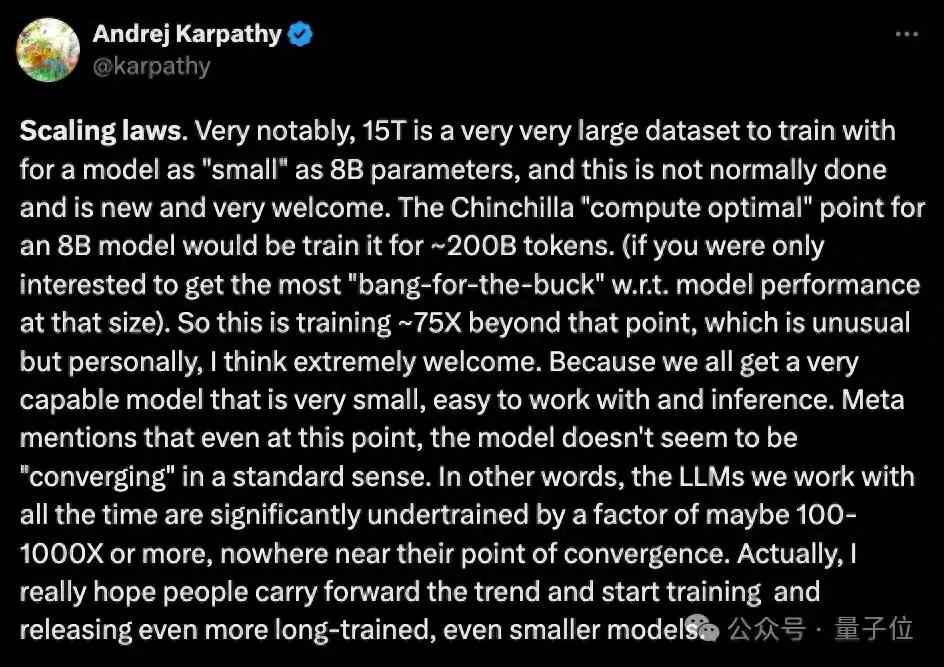 Andrej Karpathy
@karpathy
Scaling laws. Very notably, 15T is a very very large dataset to train with
for a model as "small" as 8B parameters, and this is not normally done
and is new and very welcome. The Chinchilla "compute optimal" point for
an 8B model would be train it for ~200B tokens. (if you were only
interested to get the most "bang-for-the-buck" w.r.t. model performance
at that size). So this is training ~75X beyond that point, which is unusual
but personally, I think extremely welcome. Because we all get a very
capable model that is very small, easy to work with and inference. Meta
mentions that even at this point, the model doesn't seem to be
"converging" in a standard sense. In other words, the LLMs we work with
all the time are significantly undertrained by a factor of maybe 100-
1000X or more, nowhere near their point of convergence. Actually, I
really hope people carry forward the trend and start training and
releasing even more long-trained, even smaller models.
公众号 · 量子位